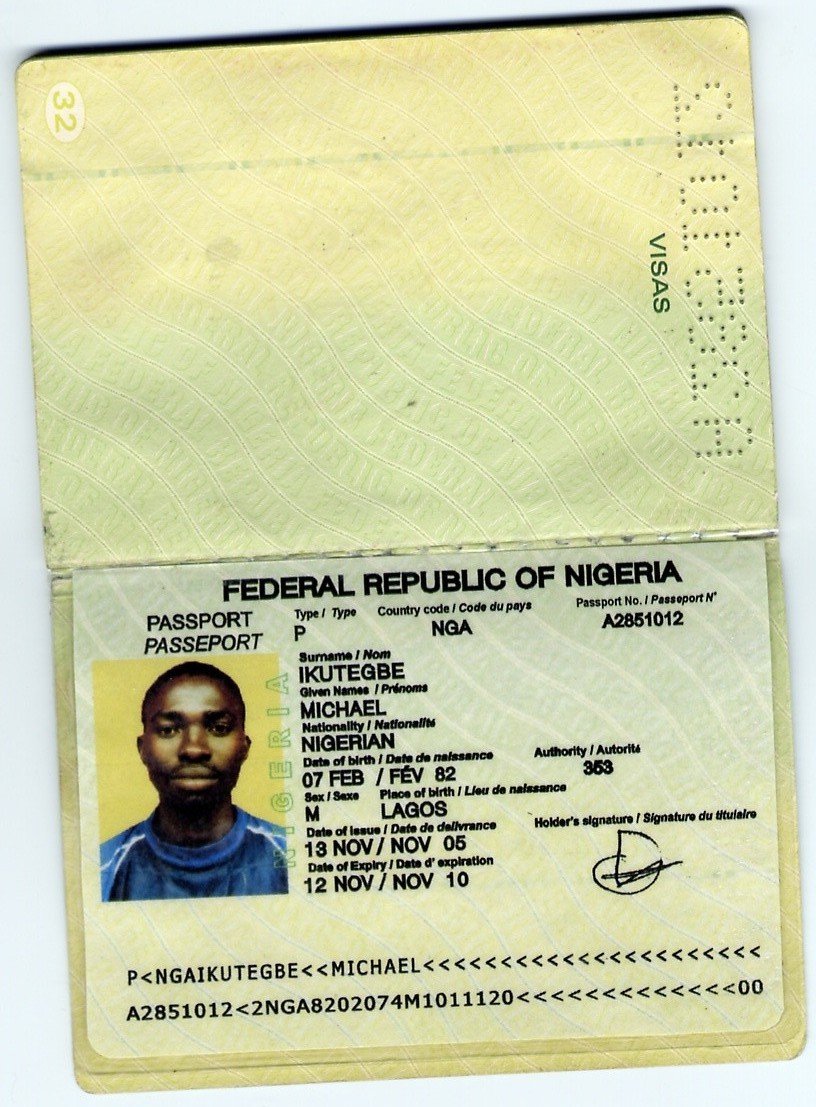 32
VISAS
A2851012
FEDERAL REPUBLIC OF NIGERIA
PASSPORT
PASSEPORT
Type / Type Country code / Code du pays Passport No. / Passeport N°
P NGA A2851012
Surname / Nom
IKUTEGBE
Given Names / Prénoms
MICHAEL
Nationality / Nationalité
NIGERIAN
Date of birth / Date de naissance Authority / Autorité
07 FEB / FÉV 82 353
Sex / Sexe Place of birth / Lieu de naissance
M LAGOS
Date of issue / Date de delivrance Holder's signature / Signature du titulaire
13 NOV / NOV 05
Date of Expiry / Date d' expiration
12 NOV / NOV 10
NIGERIA
P<NGAIKUTEGBE<<MICHAEL<<<<<<<<<<<<<<<<<<<<<<
A2851012<2NGA8202074M1011120<<<<<<<<<<<<<<00